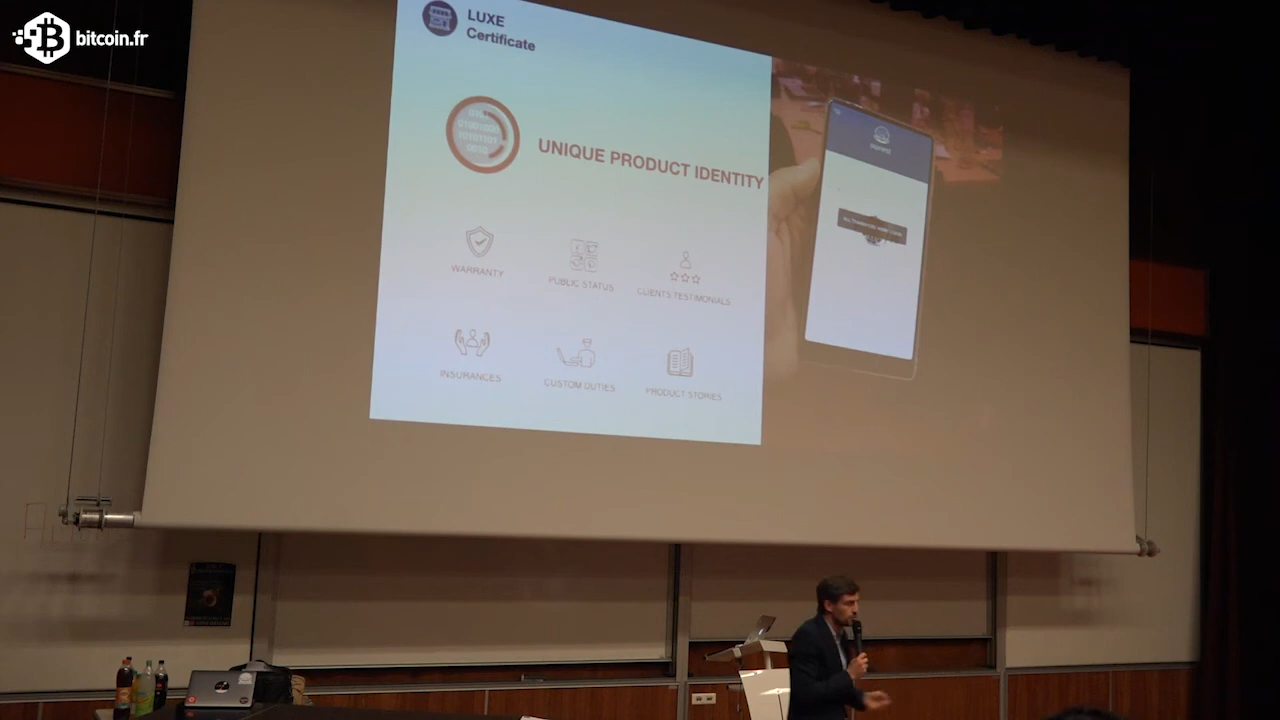 bitcoin.fr
LUXE
Certificate
UNIQUE PRODUCT IDENTITY
WARRANTY
PUBLIC STATUS
CLIENTS TESTIMONIALS
INSURANCES
CUSTOM DUTIES
PRODUCT STORIES